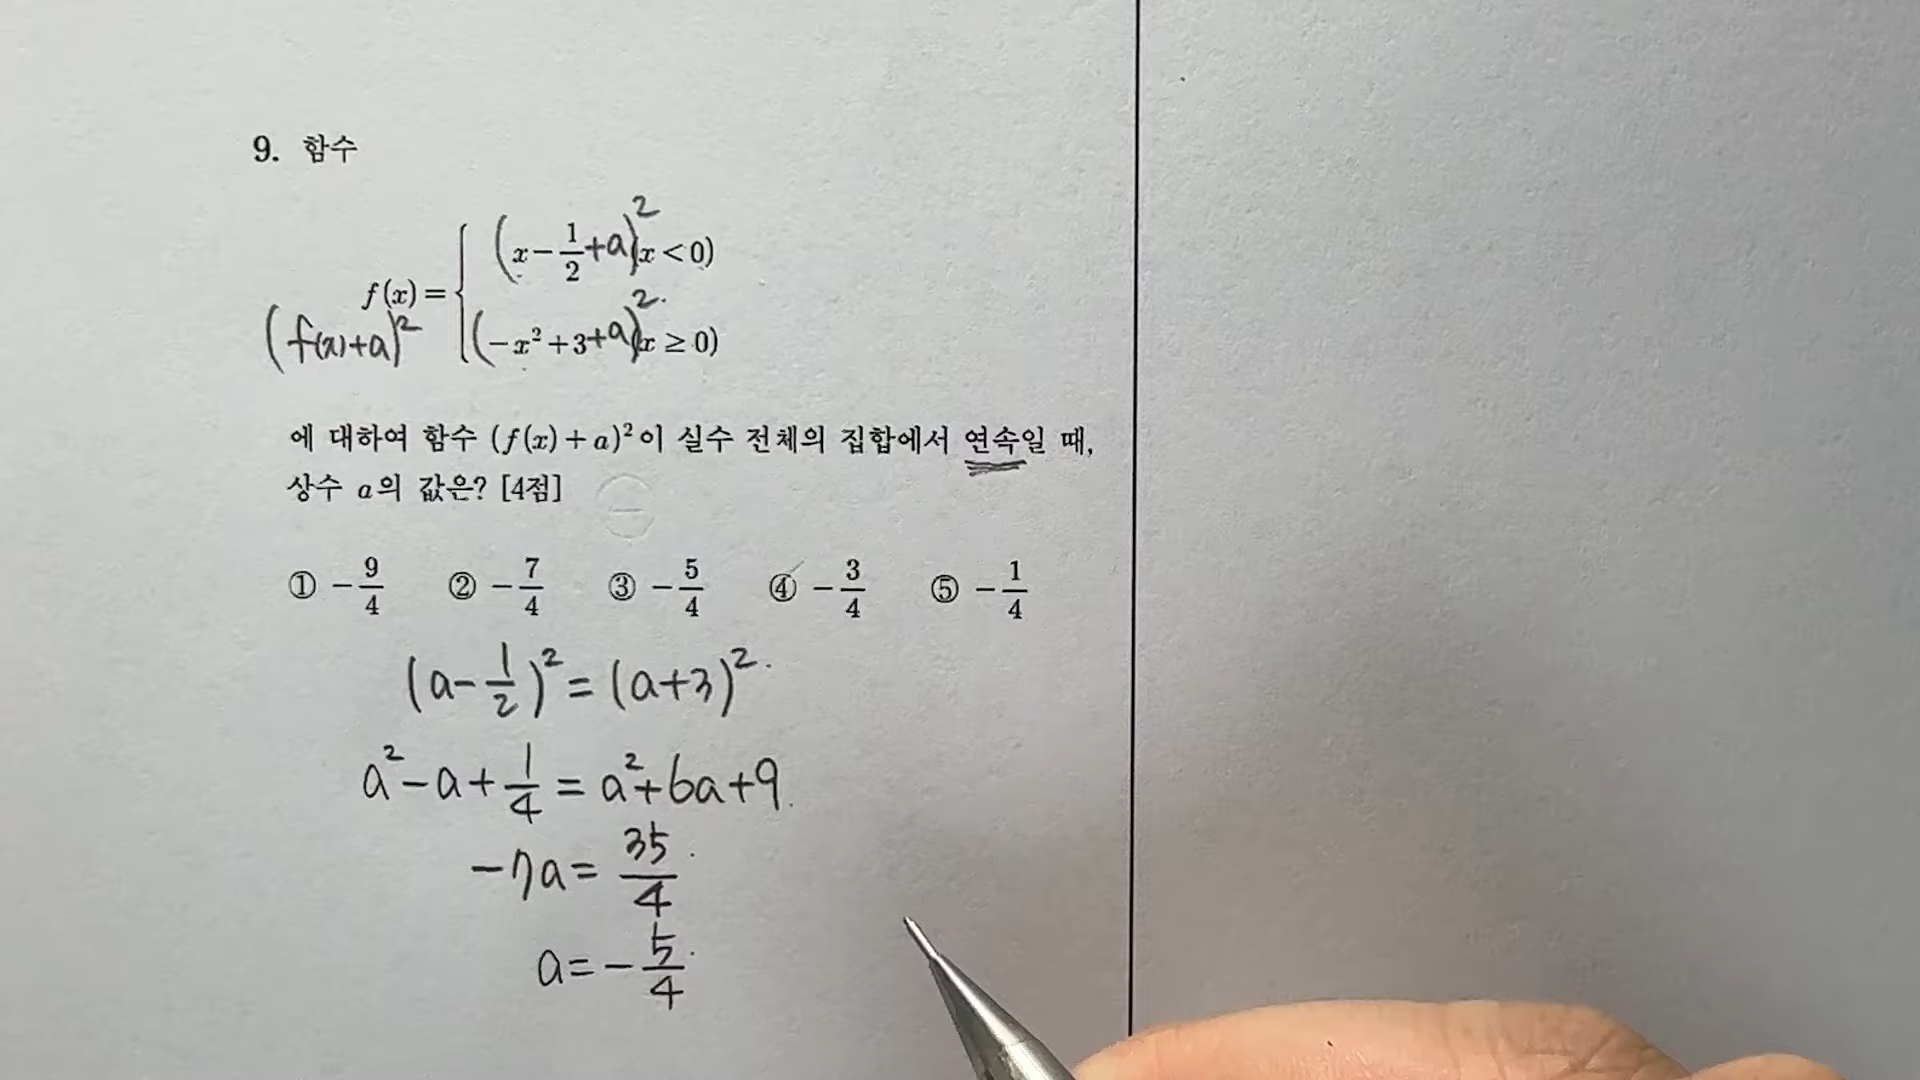 9. 함수
f(x) = { (x - 1/2 + a)² (x < 0)
(f(x)+a)² (-x² + 3 + a)² (x ≥ 0)
에 대하여 함수 (f(x) + a)²이 실수 전체의 집합에서 연속일 때,
상수 a의 값은? [4점]
① -9/4 ② -7/4 ③ -5/4 ④ -3/4 ⑤ -1/4
(a - 1/2)² = (a+3)²
a² - a + 1/4 = a² + 6a + 9
-7a = 35/4
a = -5/4